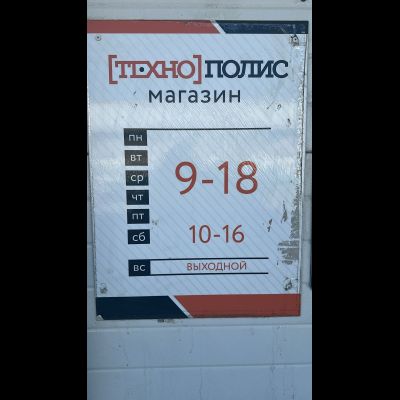 [ТЕХНО]ПОЛИС
магазин
пн
вт
ср
чт
пт
9-18
сб 10-16
вс ВЫХОДНОЙ